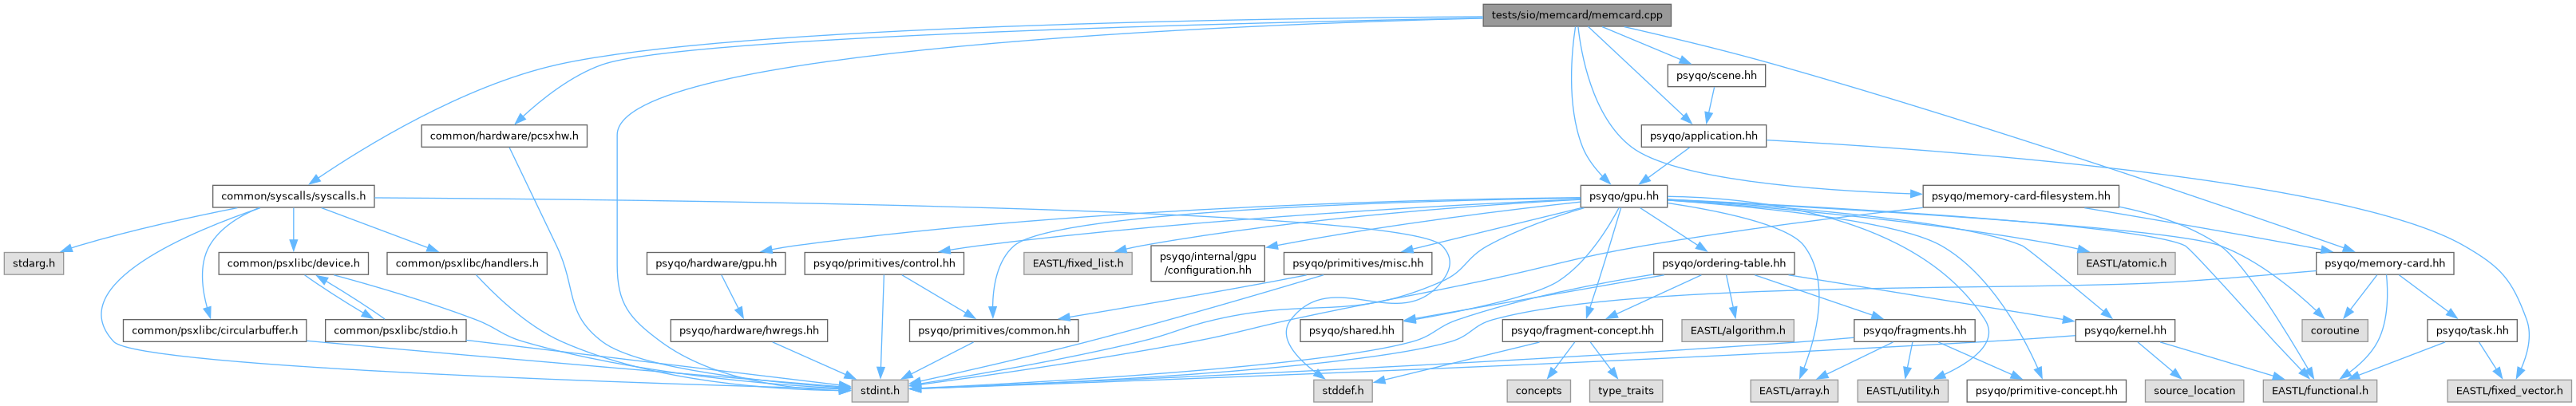 tests/sio/memcard/memcard.cpp
psyqo/scene.hh
common/hardware/pcsxhw.h
psyqo/application.hh
common/syscalls/syscalls.h
psyqo/gpu.hh
psyqo/memory-card-filesystem.hh
stdarg.h
common/psxlibc/device.h
common/psxlibc/handlers.h
psyqo/hardware/gpu.hh
psyqo/primitives/control.hh
EASTL/fixed_list.h
psyqo/internal/gpu
/configuration.hh
psyqo/primitives/misc.hh
psyqo/ordering-table.hh
EASTL/atomic.h
psyqo/memory-card.hh
common/psxlibc/circularbuffer.h
common/psxlibc/stdio.h
psyqo/hardware/hwregs.hh
psyqo/primitives/common.hh
psyqo/shared.hh
psyqo/fragment-concept.hh
EASTL/algorithm.h
psyqo/fragments.hh
psyqo/kernel.hh
coroutine
psyqo/task.hh
stdint.h
stddef.h
concepts
type_traits
EASTL/array.h
EASTL/utility.h
psyqo/primitive-concept.hh
source_location
EASTL/functional.h
EASTL/fixed_vector.h